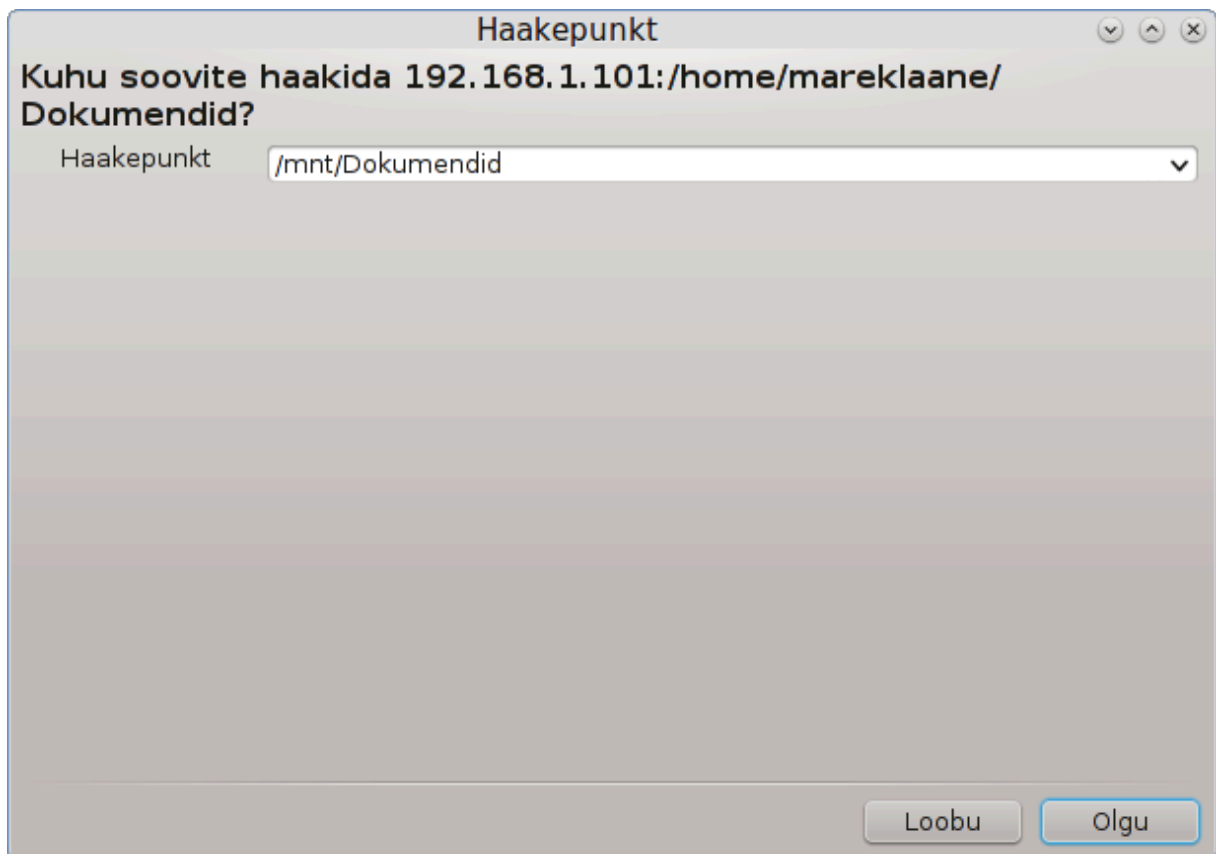 Haakepunkt
Kuhu soovite haakida 192.168.1.101:/home/mareklaane/
Dokumendid?
Haakepunkt /mnt/Dokumendid
Loobu Olgu